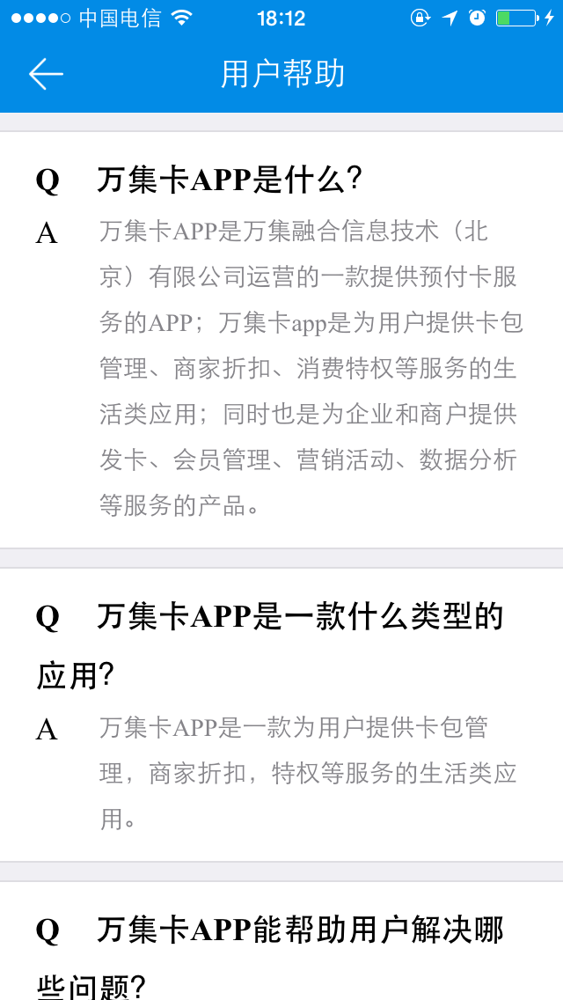 中国电信 18:12
用户帮助
Q 万集卡APP是什么？
A 万集卡APP是万集融合信息技术（北
京）有限公司运营的一款提供预付卡服
务的APP；万集卡app是为用户提供卡包
管理、商家折扣、消费特权等服务的生
活类应用；同时也是为企业和商户提供
发卡、会员管理、营销活动、数据分析
等服务的产品。
Q 万集卡APP是一款什么类型的
应用？
A 万集卡APP是一款为用户提供卡包管
理，商家折扣，特权等服务的生活类应
用。
Q 万集卡APP能帮助用户解决哪
些问题？